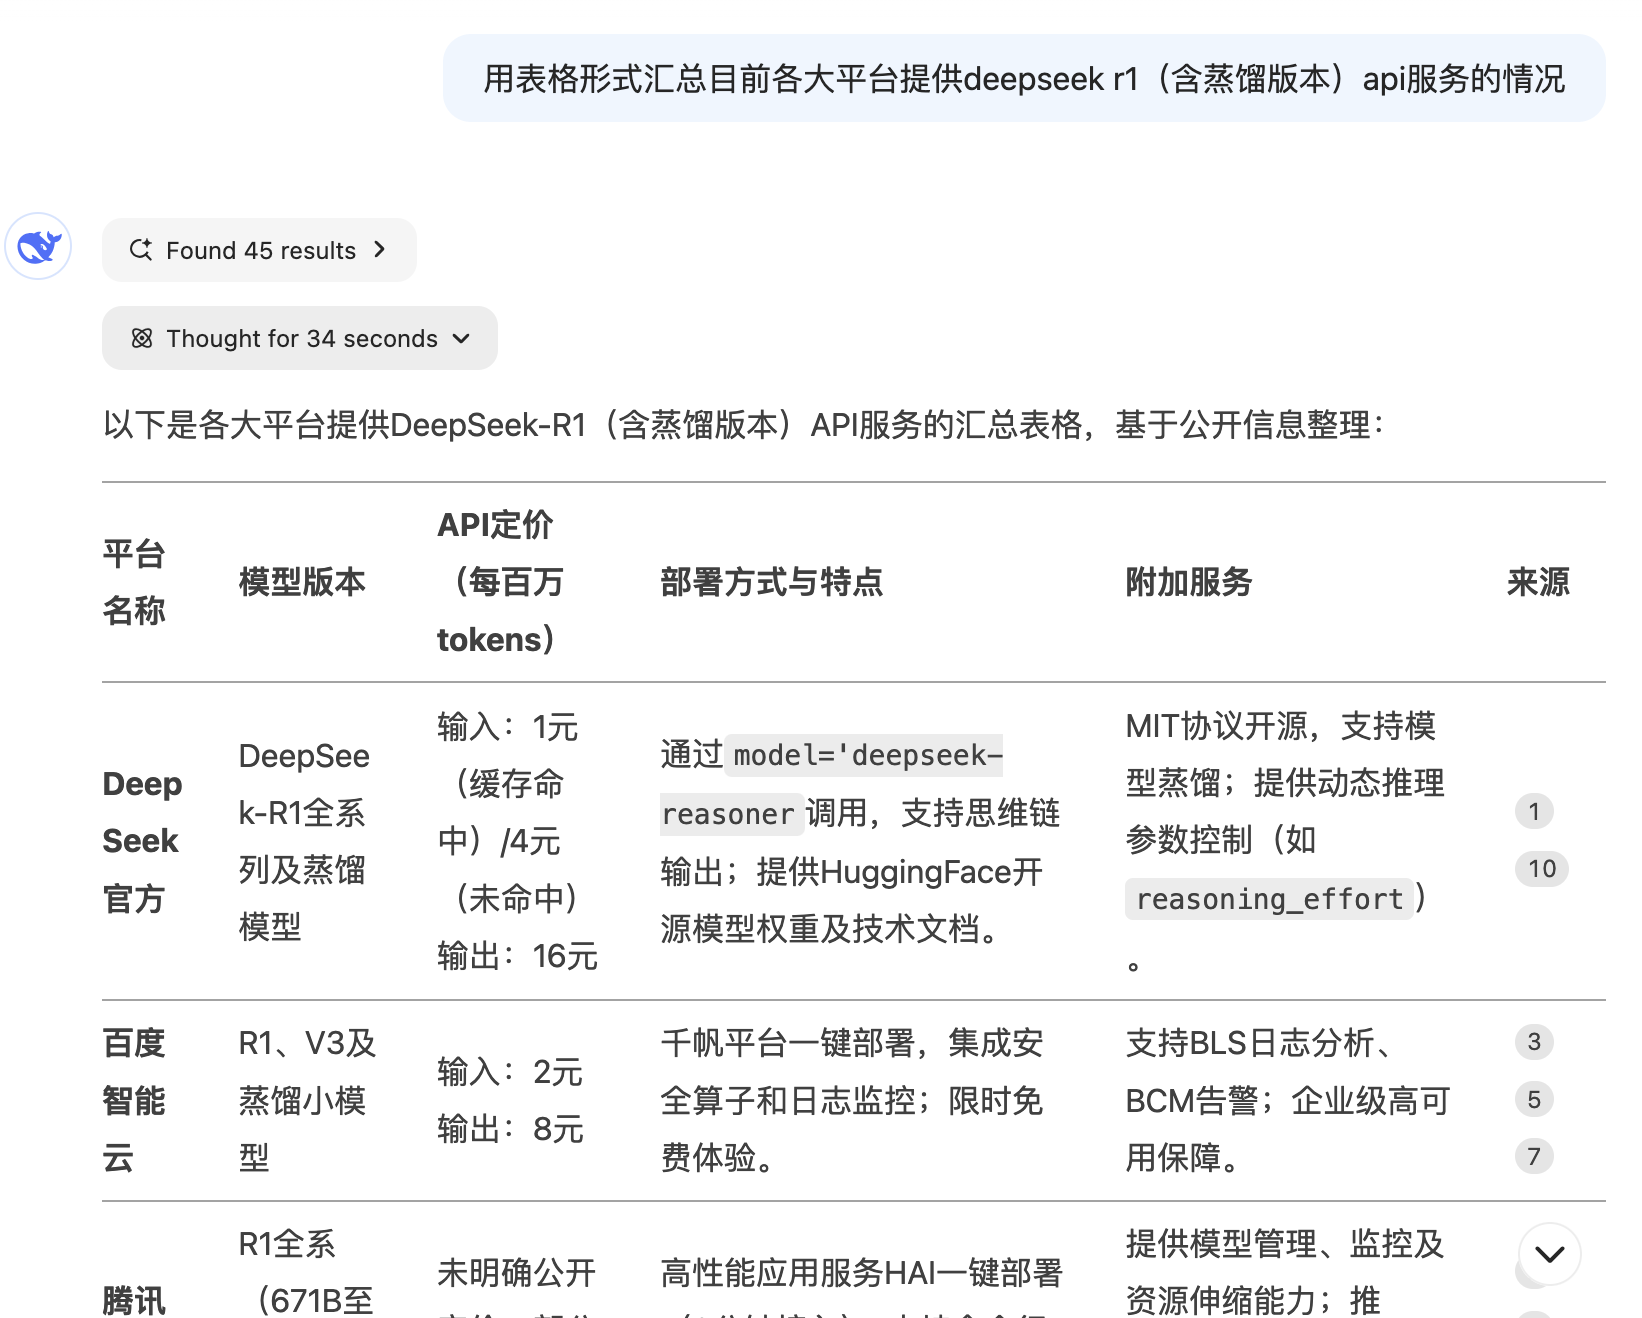 用表格形式汇总目前各大平台提供deepseek r1（含蒸馏版本）api服务的情况
Found 45 results
Thought for 34 seconds
以下是各大平台提供DeepSeek-R1（含蒸馏版本）API服务的汇总表格，基于公开信息整理：
平台
名称
模型版本
API定价
（每百万
tokens）
部署方式与特点
附加服务
来源
Deep
Seek
官方
DeepSee
k-R1全系
列及蒸馏
模型
输入：1元
（缓存命
中）/4元
（未命中）
输出：16元
通过model='deepseek-
reasoner调用，支持思维链
输出；提供HuggingFace开
源模型权重及技术文档。
MIT协议开源，支持模
型蒸馏；提供动态推理
参数控制（如
reasoning_effort）
。
1
10
百度
智能
云
R1、V3及
蒸馏小模
型
输入：2元
输出：8元
千帆平台一键部署，集成安
全算子和日志监控；限时免
费体验。
支持BLS日志分析、
BCM告警；企业级高可
用保障。
3
5
7
腾讯
R1全系
（671B至
未明确公开
高性能应用服务HAI一键部署
提供模型管理、监控及
资源伸缩能力；推